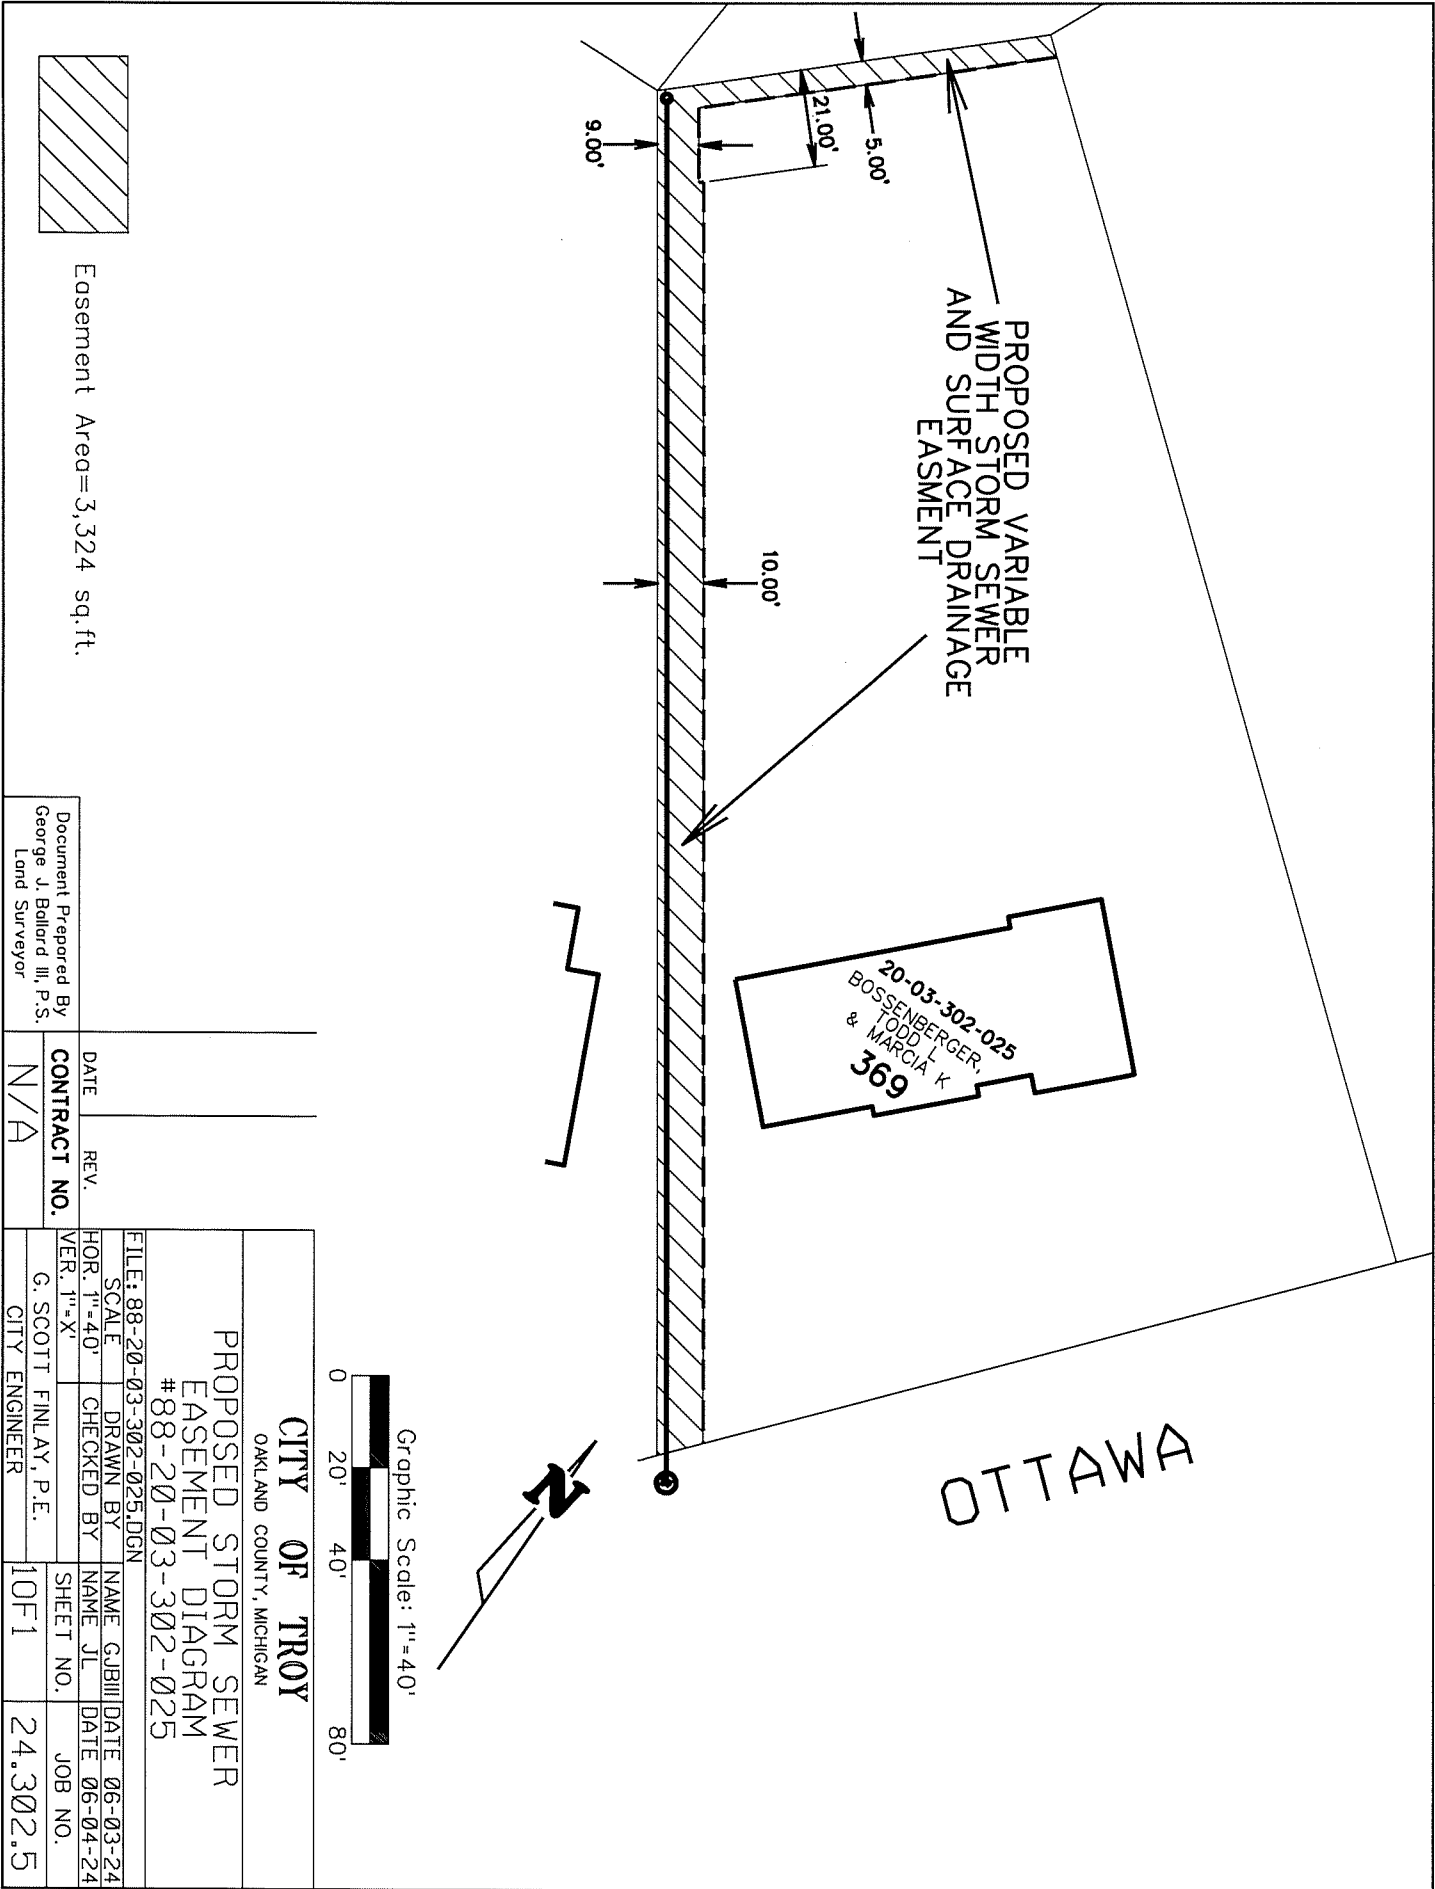 PROPOSED VARIABLE
WIDTH STORM SEWER
AND SURFACE DRAINAGE
EASMENT
5.00'
21.00'
9.00'
10.00'
20-03-302-025
BOSSENBERGER,
TODD L
& MARCIA K
369
OTTAWA
N
Easement Area=3,324 sq.ft.
Graphic Scale: 1"=40'
0 20' 40' 80'
CITY OF TROY
OAKLAND COUNTY, MICHIGAN
PROPOSED STORM SEWER
EASEMENT DIAGRAM
#88-20-03-302-025
FILE: 88-20-03-302-025.DGN
SCALE DRAWN BY NAME GJBIII DATE 06-03-24
HOR. 1"=40' CHECKED BY NAME JL DATE 06-04-24
VER. 1"=X'
G. SCOTT FINLAY, P.E.
CITY ENGINEER
SHEET NO. JOB NO.
1OF1 24.302.5
DATE REV.
CONTRACT NO.
N/A
Document Prepared By
George J. Ballard III, P.S.
Land Surveyor